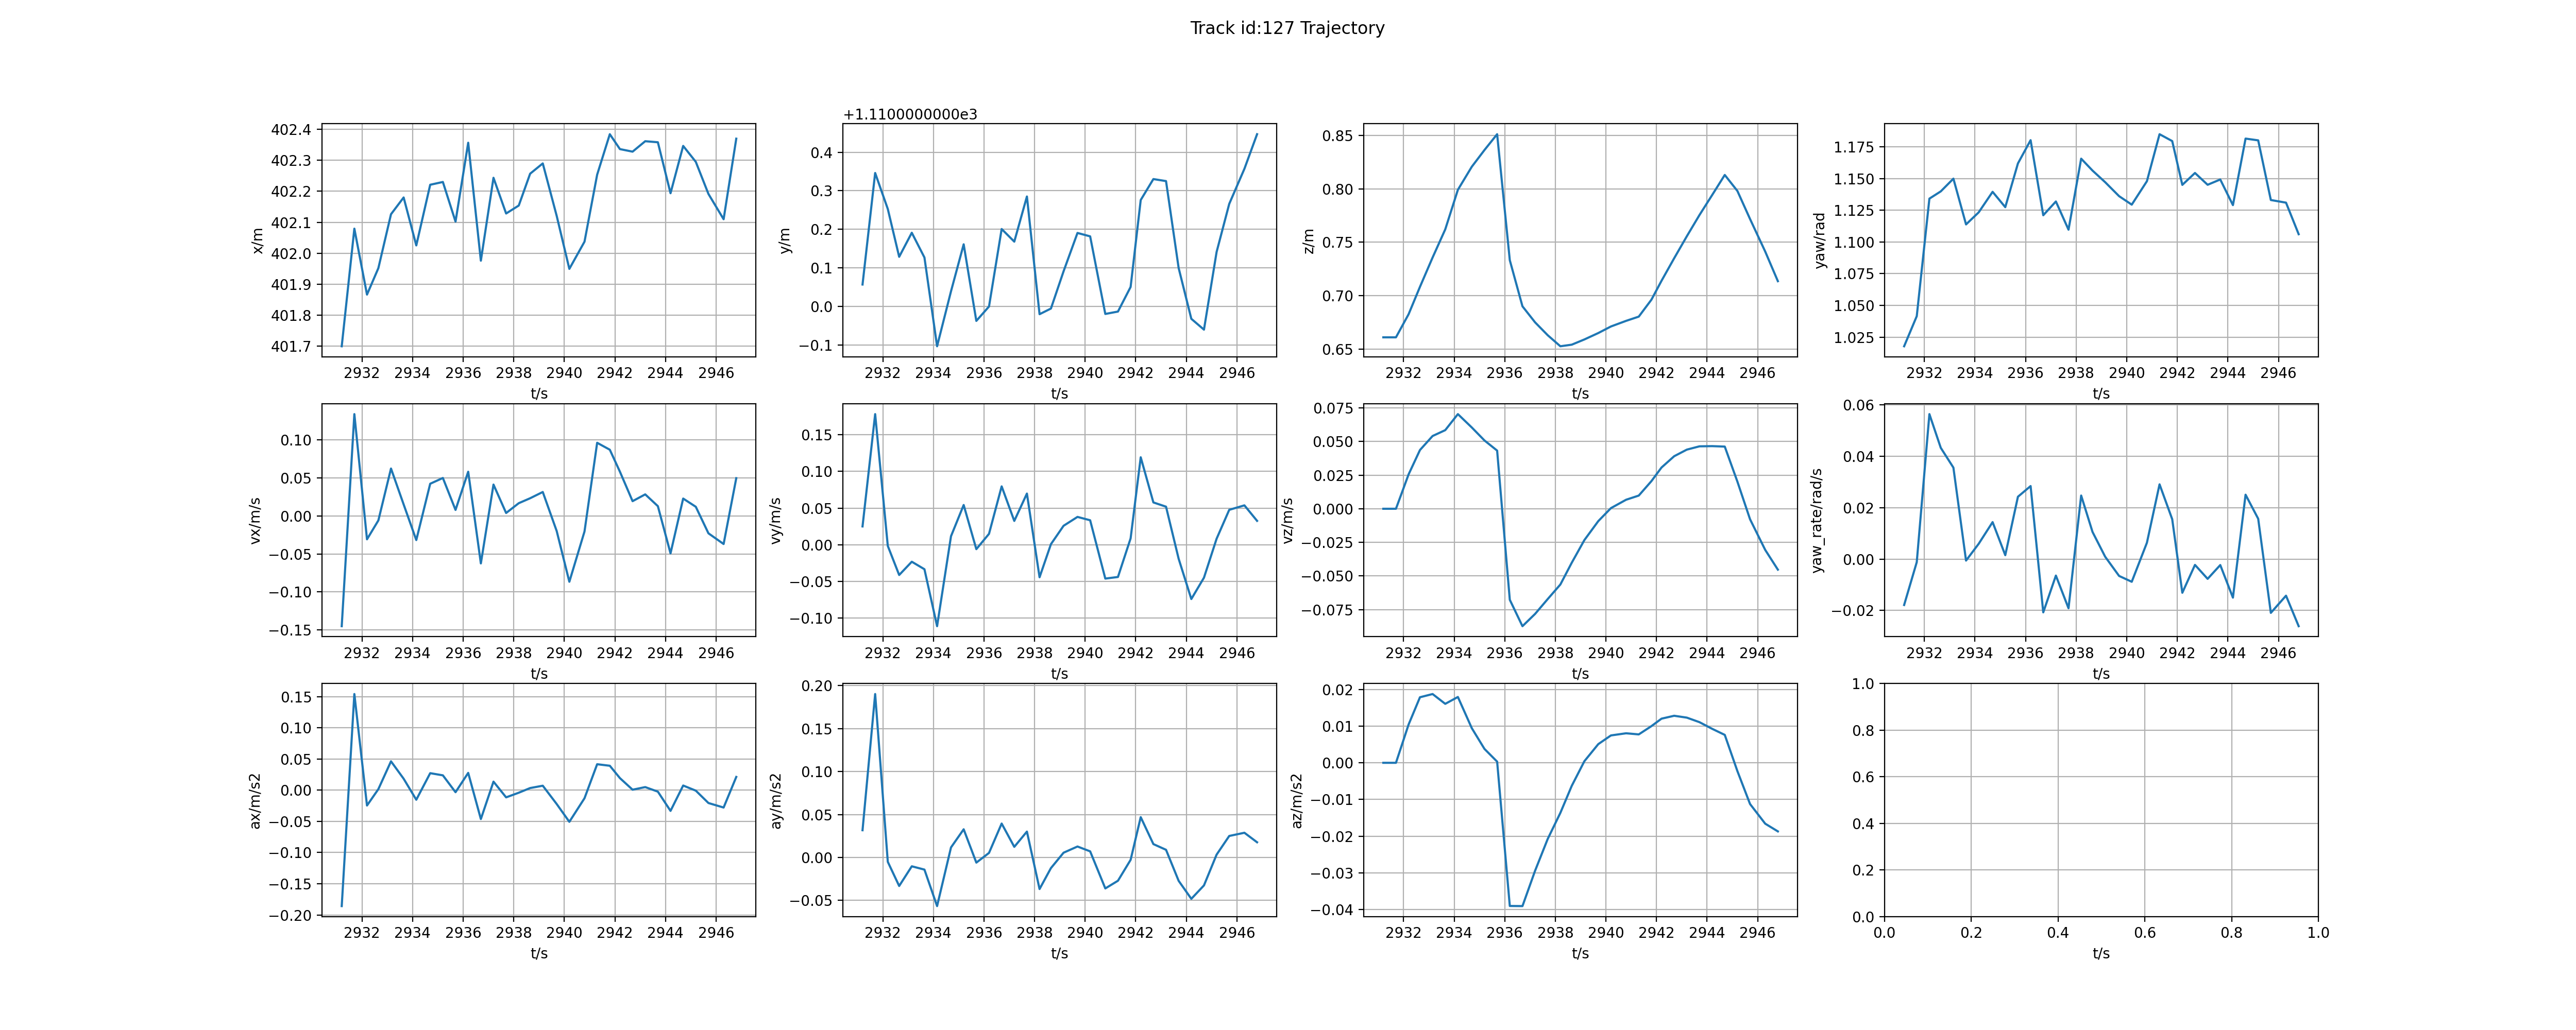 Track id:127 Trajectory
402.4
402.3
402.2
402.1
402.0
401.9
401.8
401.7
x/m
2932 2934 2936 2938 2940 2942 2944 2946
t/s
+1.1100000000e3
0.4
0.3
0.2
0.1
0.0
−0.1
y/m
2932 2934 2936 2938 2940 2942 2944 2946
t/s
0.85
0.80
0.75
0.70
0.65
z/m
2932 2934 2936 2938 2940 2942 2944 2946
t/s
1.175
1.150
1.125
1.100
1.075
1.050
1.025
yaw/rad
2932 2934 2936 2938 2940 2942 2944 2946
t/s
0.10
0.05
0.00
−0.05
−0.10
−0.15
vx/m/s
2932 2934 2936 2938 2940 2942 2944 2946
t/s
0.15
0.10
0.05
0.00
−0.05
−0.10
vy/m/s
2932 2934 2936 2938 2940 2942 2944 2946
t/s
0.075
0.050
0.025
0.000
−0.025
−0.050
−0.075
vz/m/s
2932 2934 2936 2938 2940 2942 2944 2946
t/s
0.06
0.04
0.02
0.00
−0.02
yaw_rate/rad/s
2932 2934 2936 2938 2940 2942 2944 2946
t/s
0.15
0.10
0.05
0.00
−0.05
−0.10
−0.15
−0.20
ax/m/s2
2932 2934 2936 2938 2940 2942 2944 2946
t/s
0.20
0.15
0.10
0.05
0.00
−0.05
ay/m/s2
2932 2934 2936 2938 2940 2942 2944 2946
t/s
0.02
0.01
0.00
−0.01
−0.02
−0.03
−0.04
az/m/s2
2932 2934 2936 2938 2940 2942 2944 2946
t/s
1.0
0.8
0.6
0.4
0.2
0.0
0.0 0.2 0.4 0.6 0.8 1.0
t/s